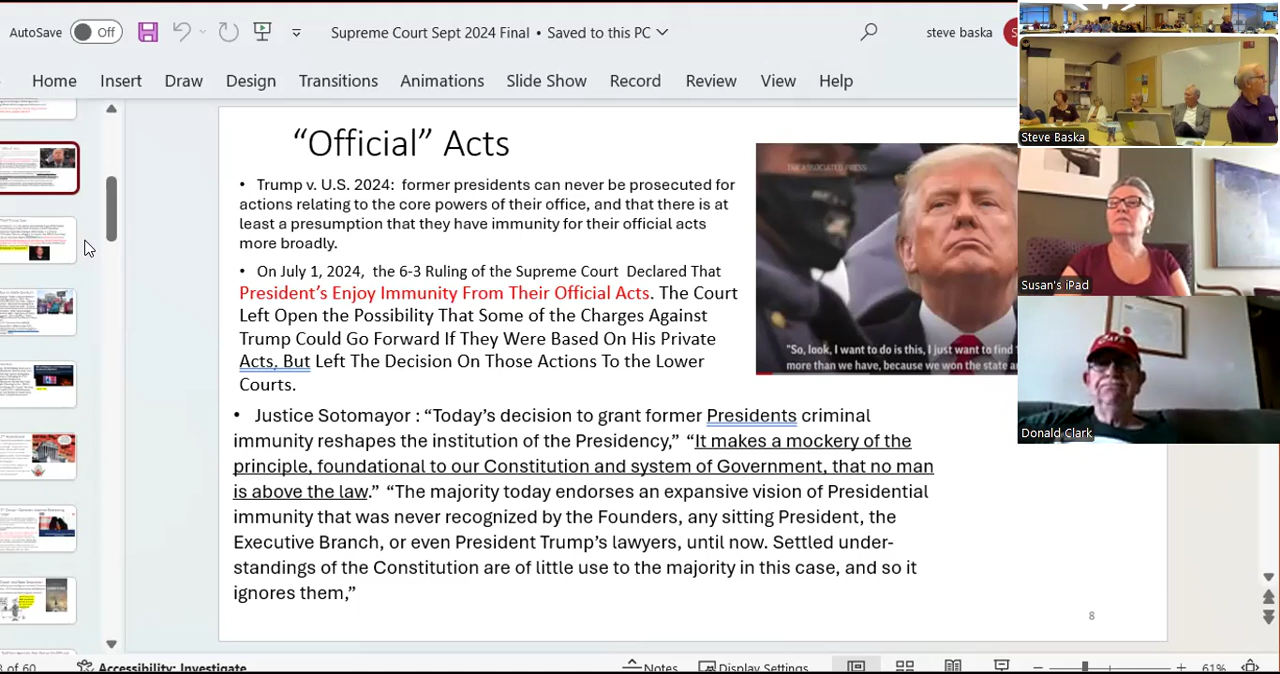 AutoSave Off Supreme Court Sept 2024 Final • Saved to this PC steve baska S
Home Insert Draw Design Transitions Animations Slide Show Record Review View Help
“Official” Acts
• Trump v. U.S. 2024: former presidents can never be prosecuted for
actions relating to the core powers of their office, and that there is at
least a presumption that they have immunity for their official acts
more broadly.
• On July 1, 2024, the 6-3 Ruling of the Supreme Court Declared That
President’s Enjoy Immunity From Their Official Acts. The Court
Left Open the Possibility That Some of the Charges Against
Trump Could Go Forwd If They Were Based On His Private
But Left The Decision On Those Actions To the Lower
Courts.
• Justice Sotomayor : “Today’s decision to grant former Presidents criminal
immunity reshapes the institution of the Presidency,” “It makes a mockery of the
principle, foundational to our Constitution and system of Government, that no man
is above the law.” “The majority today endorses an expansive vision of Presidential
immunity that was never recognized by the Founders, any sitting President, the
Executive Branch, or even President Trump’s lawyers, until now. Settled under-
standings of the Constitution are of little use to the majority in this case, and so it
ignores them,”
8
THE ASSOCIATED PRESS
"So, look, I want to do is this, I just want to find
more than we have, because we won the state
Steve Baska
Susan's iPad
Donald Clark
of 60 Accessibility: Investigate Notes Display Settings 61%